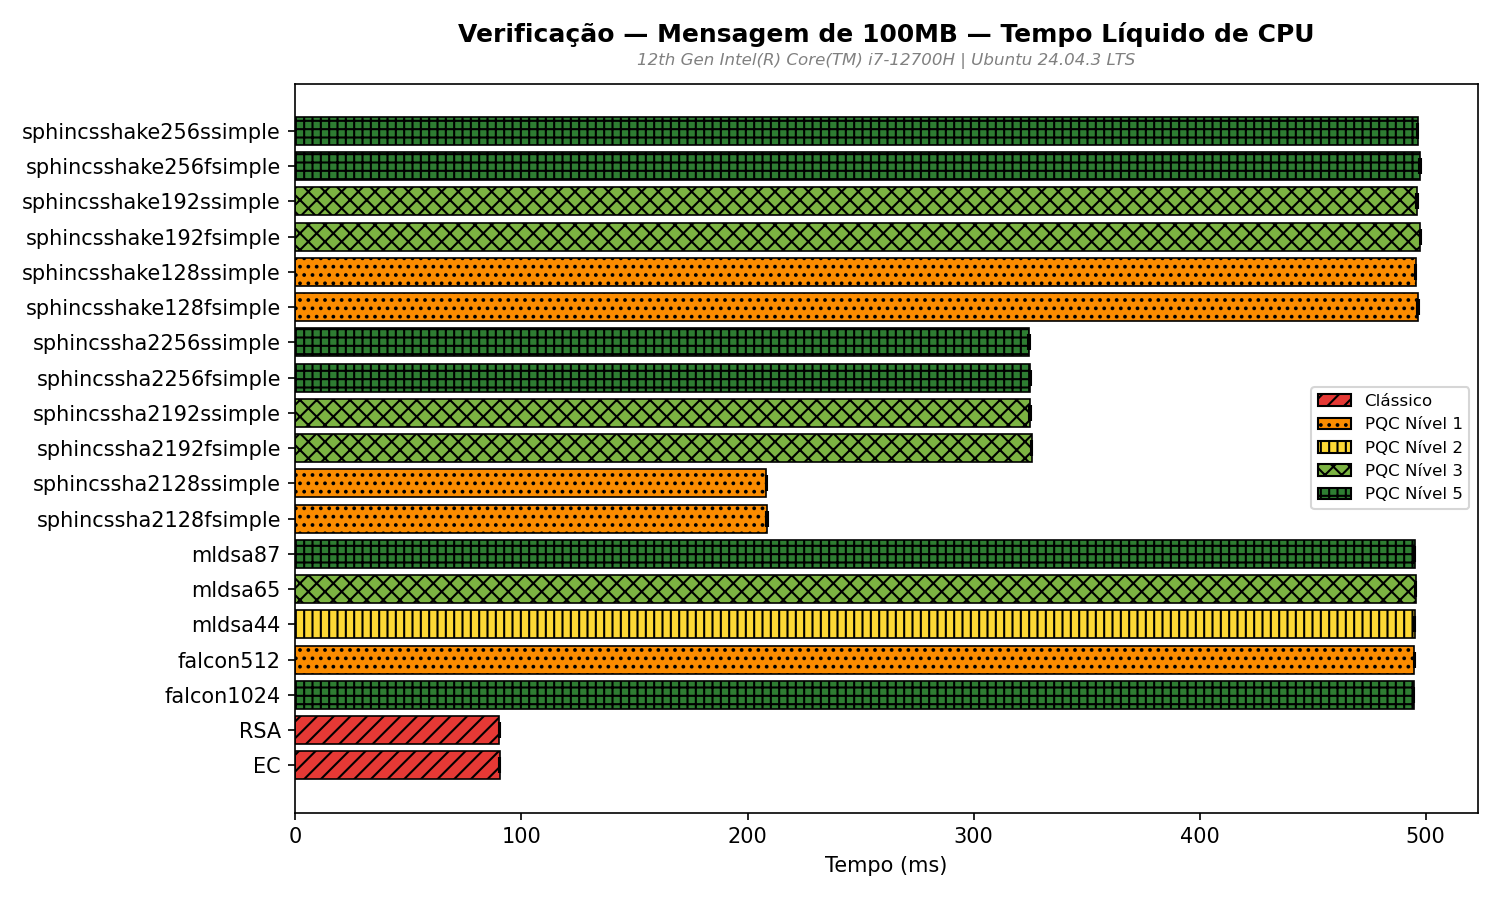 Verificação — Mensagem de 100MB — Tempo Líquido de CPU
12th Gen Intel(R) Core(TM) i7-12700H | Ubuntu 24.04.3 LTS
sphincsshake256ssimple
sphincsshake256fsimple
sphincsshake192ssimple
sphincsshake192fsimple
sphincsshake128ssimple
sphincsshake128fsimple
sphincssha2256ssimple
sphincssha2256fsimple
sphincssha2192ssimple
sphincssha2192fsimple
sphincssha2128ssimple
sphincssha2128fsimple
mldsa87
mldsa65
mldsa44
falcon512
falcon1024
RSA
EC
Clássico
PQC Nível 1
PQC Nível 2
PQC Nível 3
PQC Nível 5
0 100 200 300 400 500
Tempo (ms)